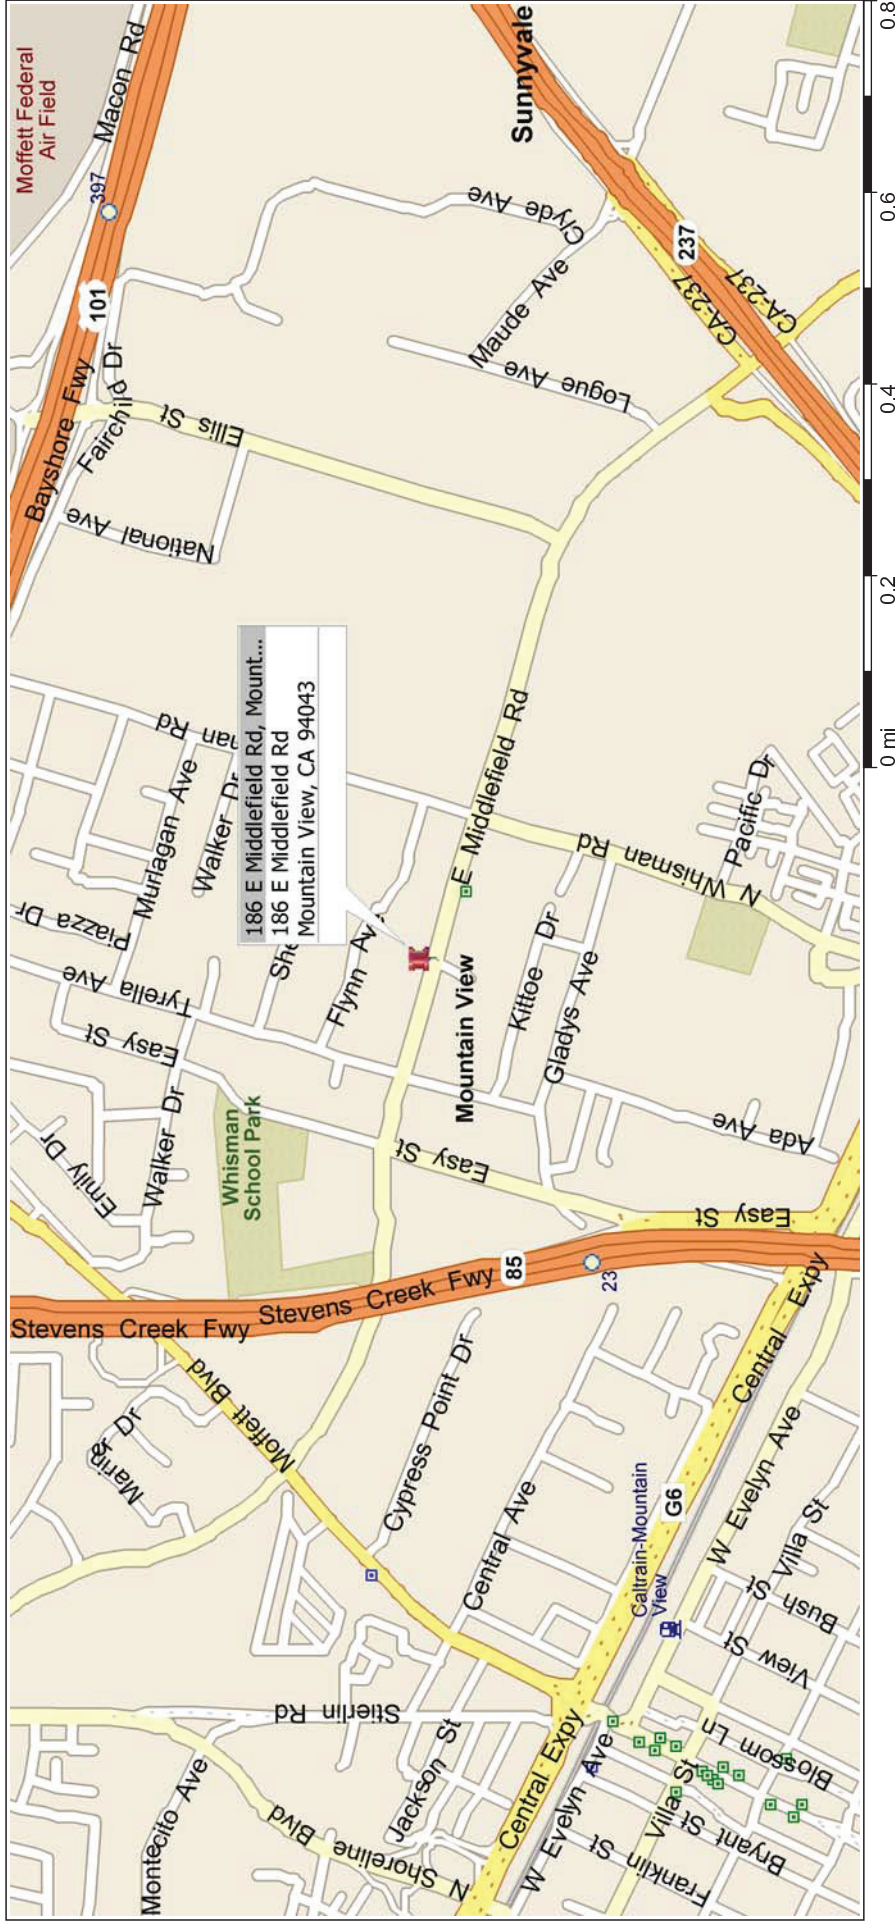 Moffett Federal
Air Field
Macon Rd
397
101
Bayshore Fwy
Fairchild Dr
Ellis St
National Ave
Sunnyvale
Clyde Ave
Maude Ave
Logue Ave
237
CA-237
CA-237
186 E Middlefield Rd, Mount...
186 E Middlefield Rd
Mountain View, CA 94043
man Rd
Murlagan Ave
Walker Dr
Piazza Dr
She
Flynn Av
Tyrella Ave
Easy St
Walker Dr
Emily Dr
Whisman
School Park
E Middlefield Rd
Mountain View
Kittoe Dr
Gladys Ave
N Whisman Rd
Pacific Dr
Ada Ave
Easy St
Easy St
Stevens Creek Fwy
Stevens Creek Fwy
85
23
Moffett Blvd
Marine Dr
Cypress Point Dr
Central Ave
Central Expy
G6
W Evelyn Ave
Caltrain-Mountain
View
Villa St
Bush St
View St
Stierlin Rd
Jackson St
Montecito Ave
N Shoreline Blvd
Central Expy
W Evelyn Ave
Villa St
Blossom Ln
Bryant St
Franklin St
0 mi
0.2
0.4
0.6
0.8